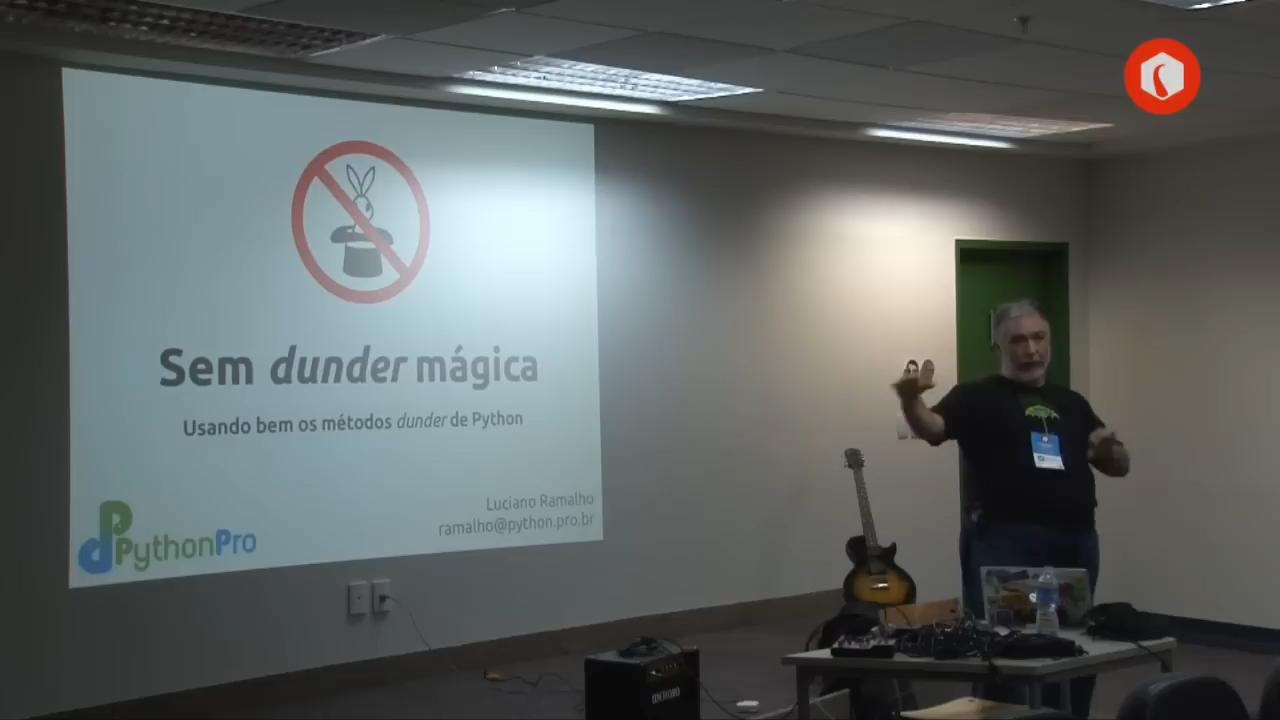 Sem dunder mágica
Usando bem os métodos dunder de Python
Luciano Ramalho
ramalho@python.pro.br
PythonPro